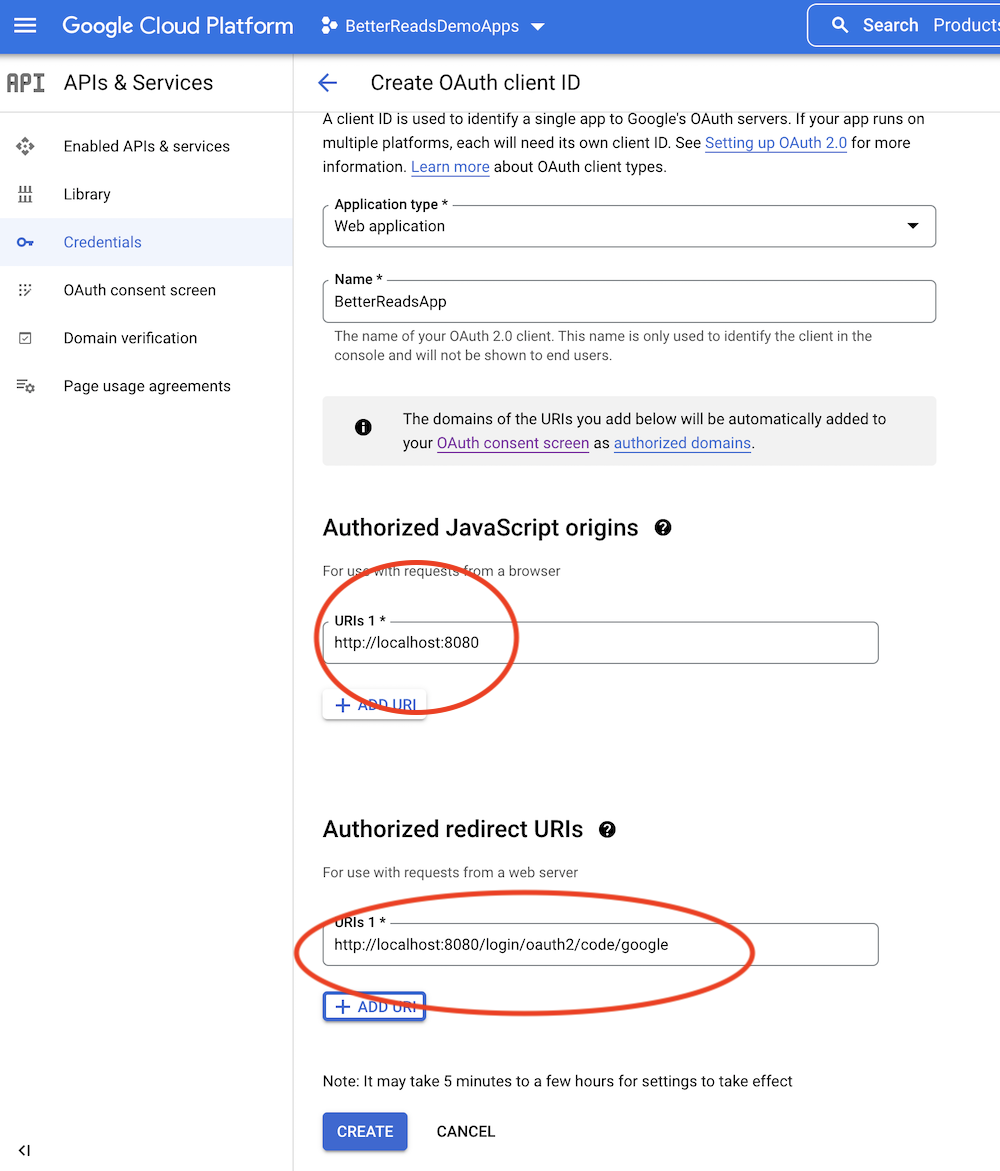 Google Cloud Platform
BetterReadsDemoApps
Search Products
API
APIs & Services
Create OAuth client ID
Enabled APIs & services
Library
Credentials
OAuth consent screen
Domain verification
Page usage agreements
A client ID is used to identify a single app to Google's OAuth servers. If your app runs on
multiple platforms, each will need its own client ID. See Setting up OAuth 2.0 for more
information. Learn more about OAuth client types.
Application type *
Web application
Name *
BetterReadsApp
The name of your OAuth 2.0 client. This name is only used to identify the client in the
console and will not be shown to end users.
The domains of the URIs you add below will be automatically added to
your OAuth consent screen as authorized domains.
Authorized JavaScript origins
For use with requests from a browser
URIs 1 *
http://localhost:8080
ADD URI
Authorized redirect URIs
For use with requests from a web server
URIs 1 *
http://localhost:8080/login/oauth2/code/google
ADD URI
Note: It may take 5 minutes to a few hours for settings to take effect
CREATE
CANCEL